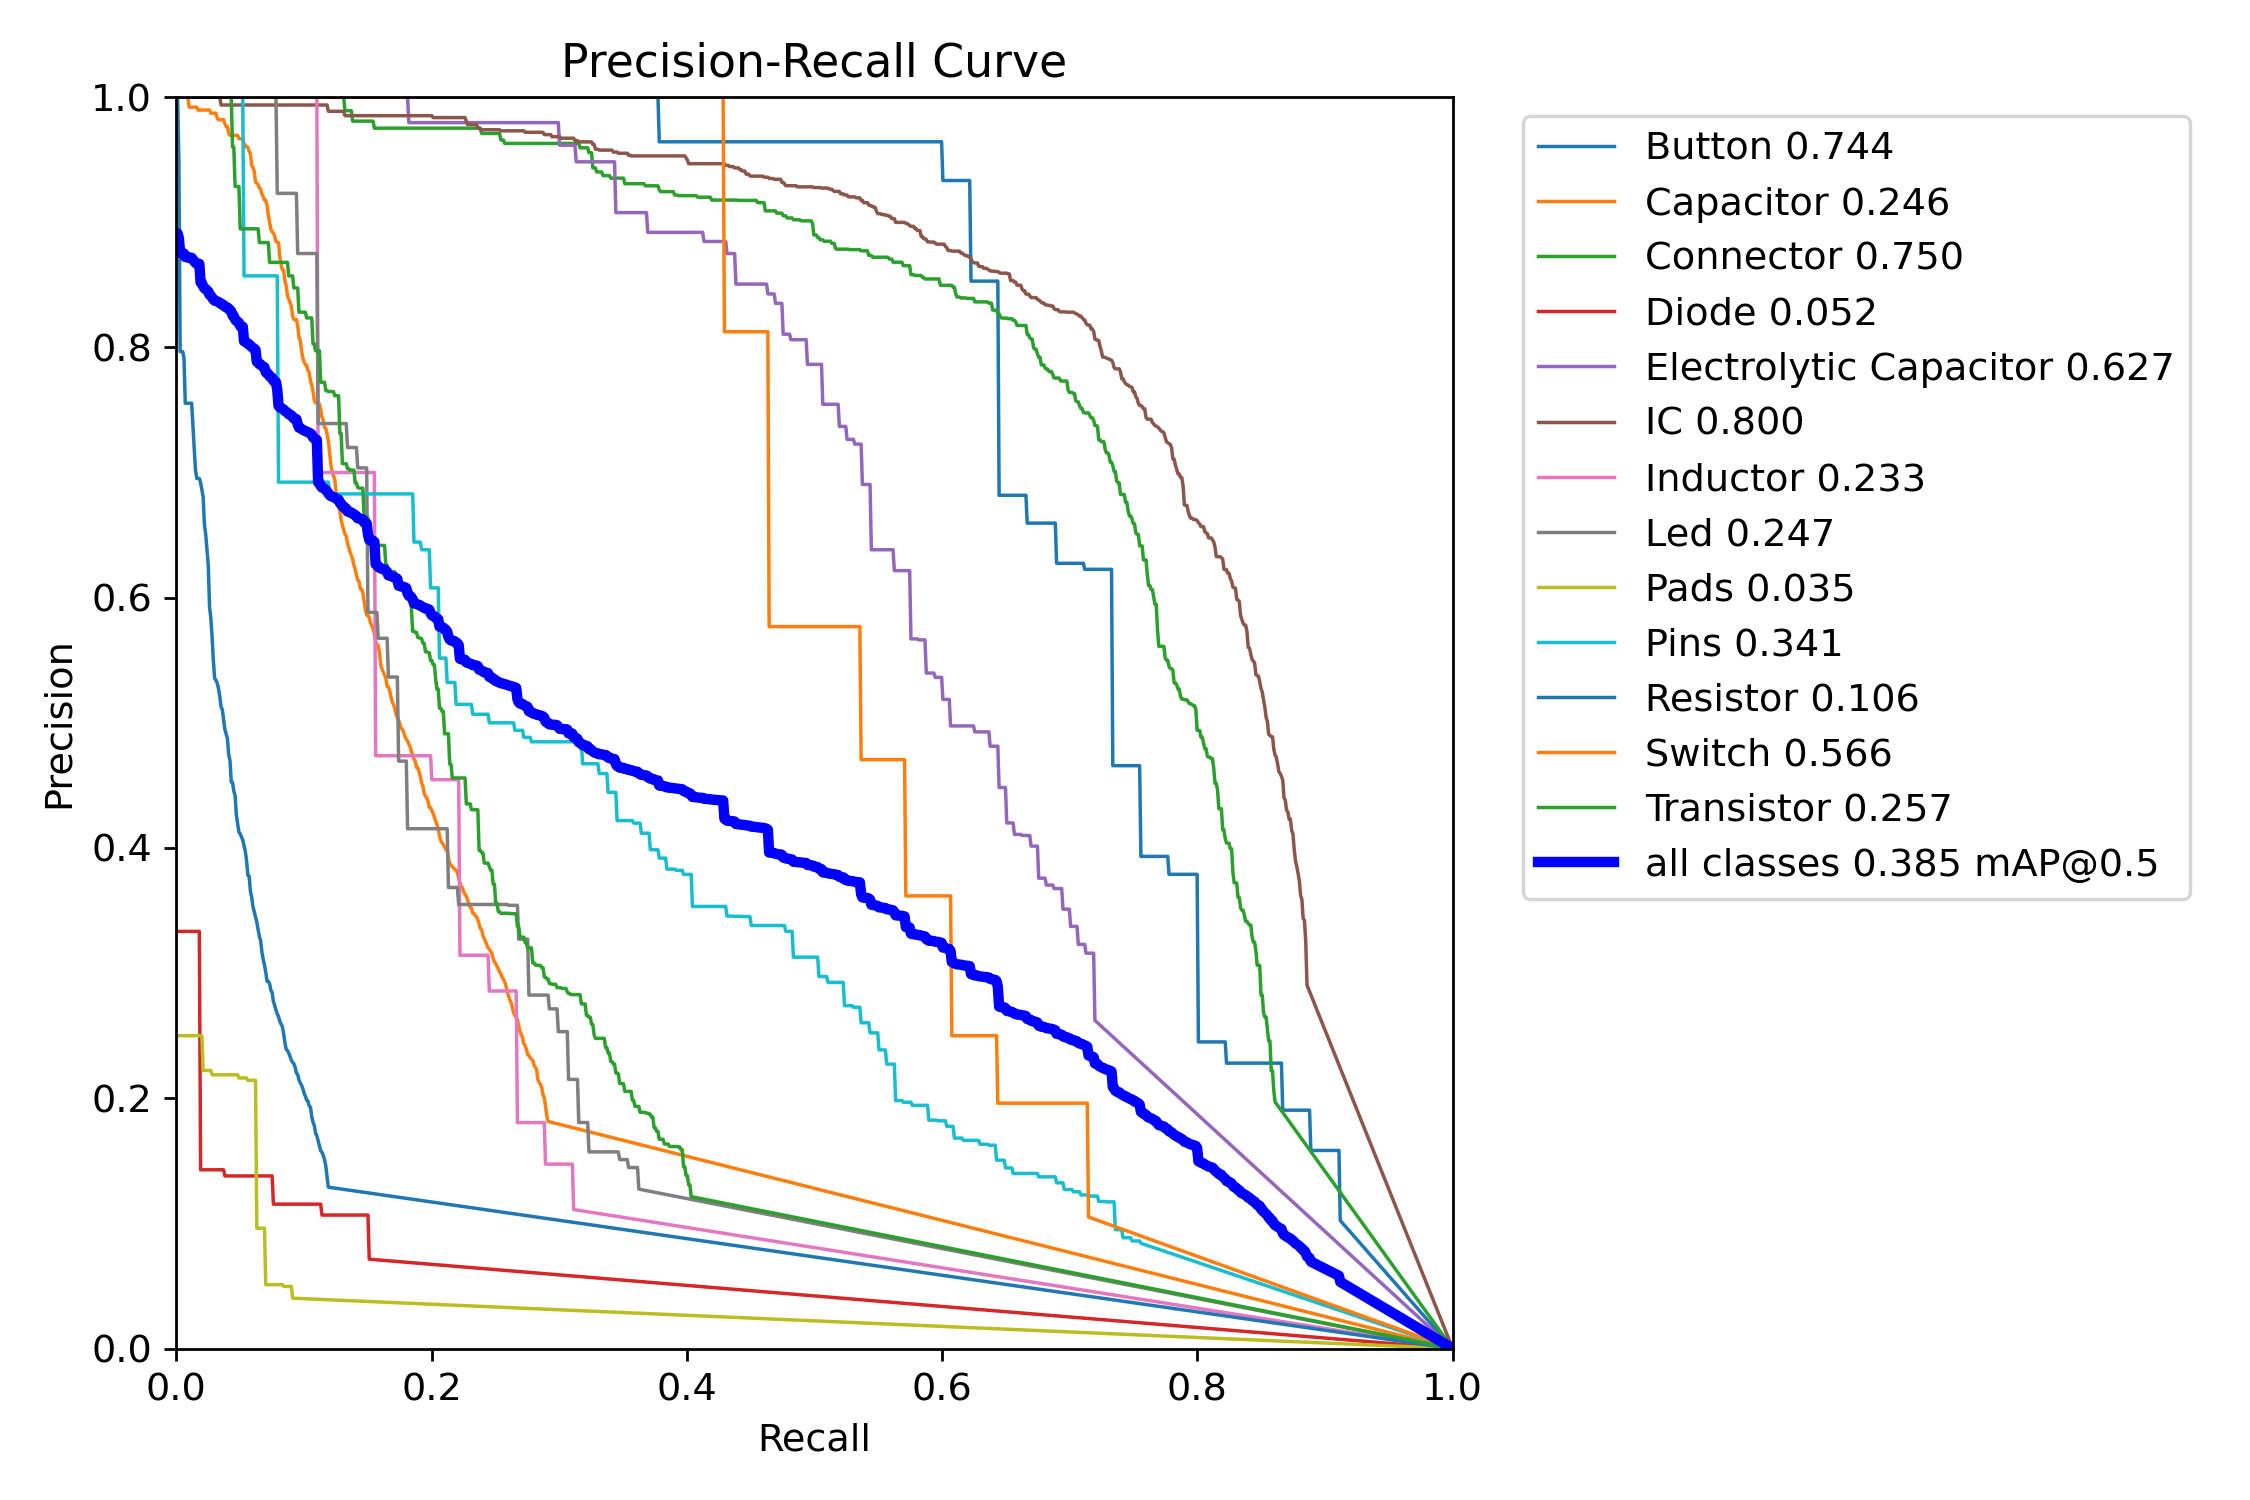 Precision-Recall Curve
1.0
0.8
0.6
0.4
0.2
0.0
Precision
0.0 0.2 0.4 0.6 0.8 1.0
Recall
Button 0.744
Capacitor 0.246
Connector 0.750
Diode 0.052
Electrolytic Capacitor 0.627
IC 0.800
Inductor 0.233
Led 0.247
Pads 0.035
Pins 0.341
Resistor 0.106
Switch 0.566
Transistor 0.257
all classes 0.385 mAP@0.5